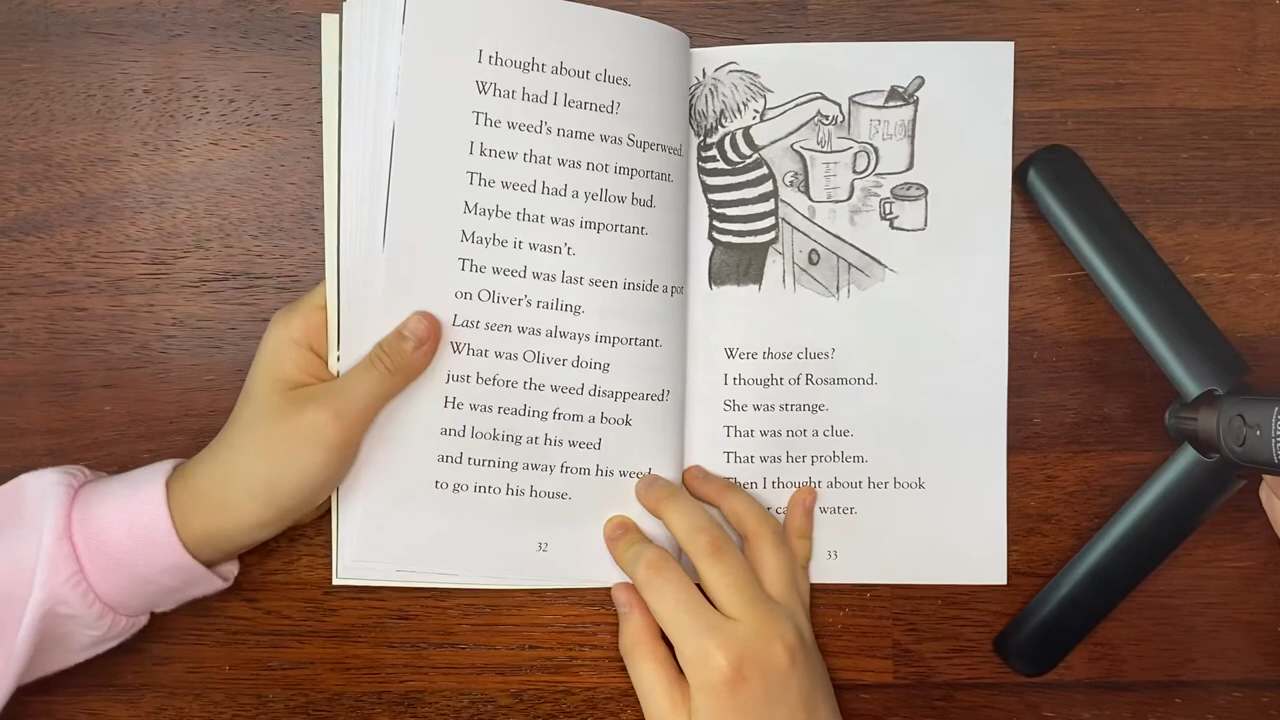 I thought about clues.
What had I learned?
The weed's name was Superweed.
I knew that was not important.
The weed had a yellow bud.
Maybe that was important.
Maybe it wasn't.
The weed was last seen inside a pot
on Oliver's railing.
Last seen was always important.
What was Oliver doing
just before the weed disappeared?
He was reading from a book
and looking at his weed
and turning away from his weed
to go into his house.
32
FLO
Were those clues?
I thought of Rosamond.
She was strange.
That was not a clue.
That was her problem.
Then I thought about her book
water.
33